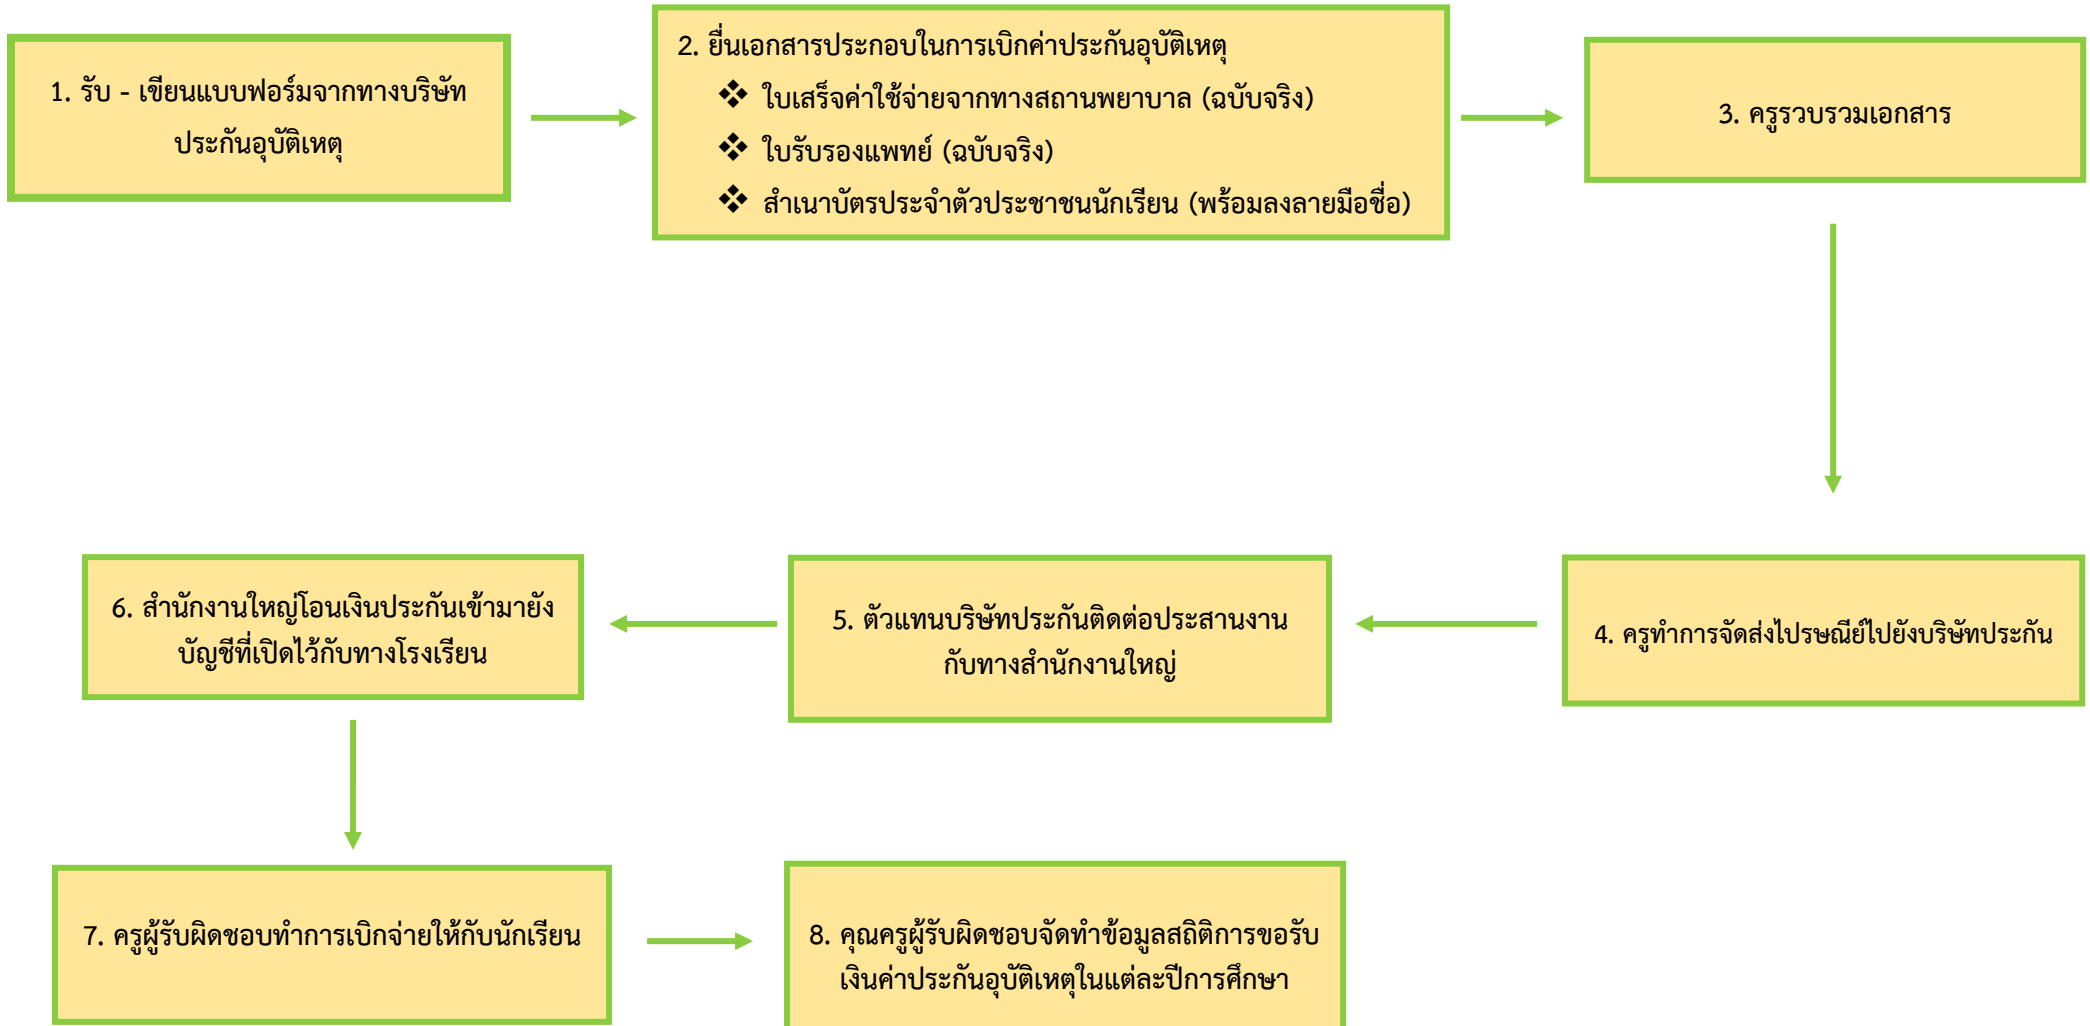 1. รับ - เขียนแบบฟอร์มจากทางบริษัท
ประกันอุบัติเหตุ
2. ยื่นเอกสารประกอบในการเบิกค่าประกันอุบัติเหตุ
❖ ใบเสร็จค่าใช้จ่ายจากทางสถานพยาบาล (ฉบับจริง)
❖ ใบรับรองแพทย์ (ฉบับจริง)
❖ สำเนาบัตรประจำตัวประชาชนนักเรียน (พร้อมลงลายมือชื่อ)
3. ครูรวบรวมเอกสาร
4. ครูทำการจัดส่งไปรษณีย์ไปยังบริษัทประกัน
5. ตัวแทนบริษัทประกันติดต่อประสานงาน
กับทางสำนักงานใหญ่
6. สำนักงานใหญ่โอนเงินประกันเข้ามายัง
บัญชีที่เปิดไว้กับทางโรงเรียน
7. ครูผู้รับผิดชอบทำการเบิกจ่ายให้กับนักเรียน
8. คุณครูผู้รับผิดชอบจัดทำข้อมูลสถิติการขอรับ
เงินค่าประกันอุบัติเหตุในแต่ละปีการศึกษา